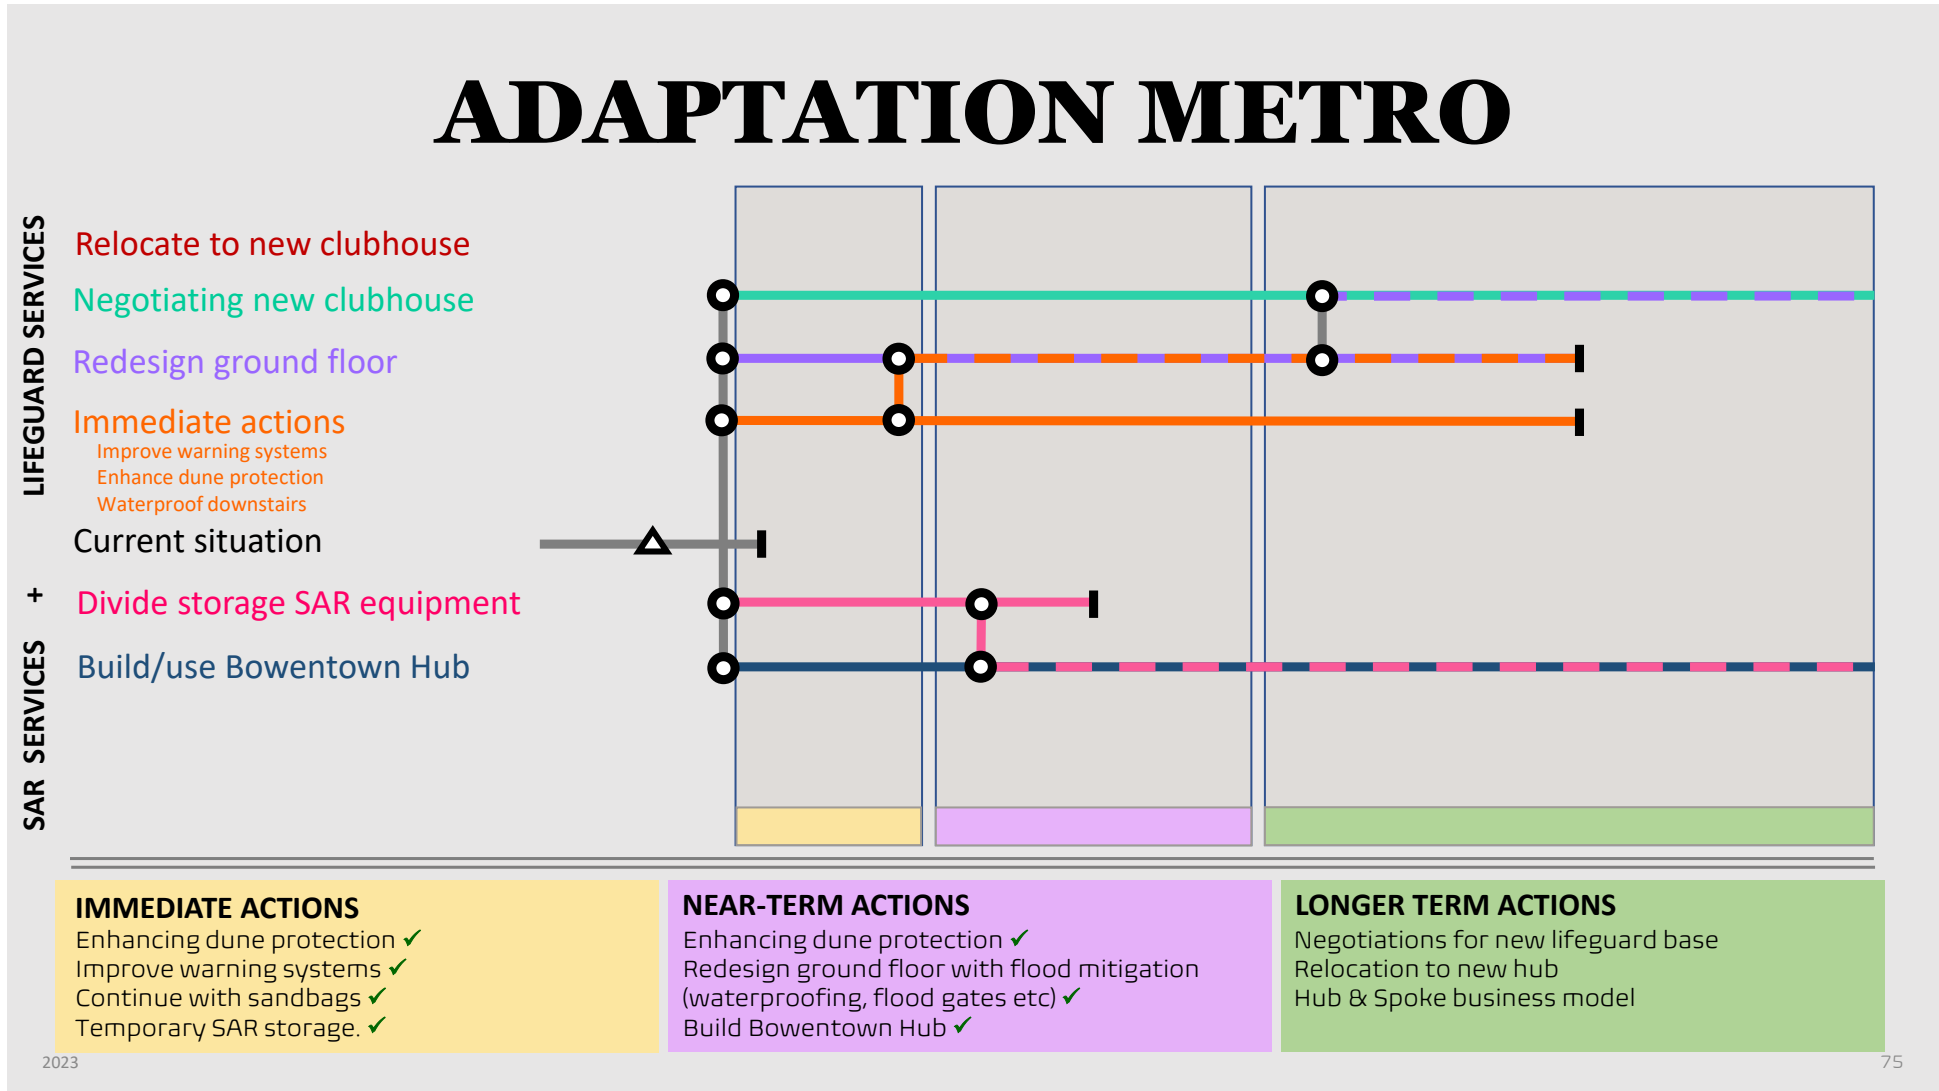 ADAPTATION METRO
LIFEGUARD SERVICES
+
SAR SERVICES
Relocate to new clubhouse
Negotiating new clubhouse
Redesign ground floor
Immediate actions
Improve warning systems
Enhance dune protection
Waterproof downstairs
Current situation
Divide storage SAR equipment
Build/use Bowentown Hub
IMMEDIATE ACTIONS
Enhancing dune protection ✓
Improve warning systems ✓
Continue with sandbags ✓
Temporary SAR storage. ✓
NEAR-TERM ACTIONS
Enhancing dune protection ✓
Redesign ground floor with flood mitigation
(waterproofing, flood gates etc) ✓
Build Bowentown Hub ✓
LONGER TERM ACTIONS
Negotiations for new lifeguard base
Relocation to new hub
Hub & Spoke business model
2023
75